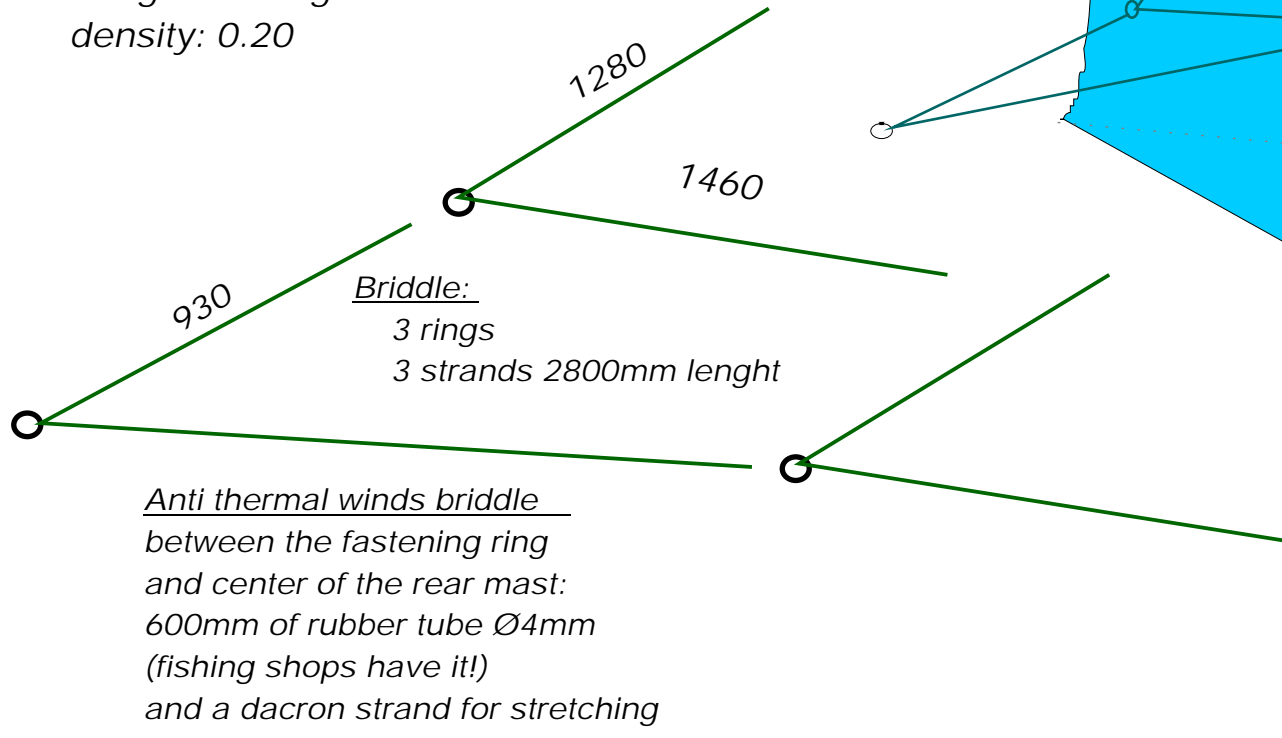 density: 0.20
1280
1460
930
Briddle:
3 rings
3 strands 2800mm lenght
Anti thermal winds briddle
between the fastening ring
and center of the rear mast:
600mm of rubber tube Ø4mm
(fishing shops have it!)
and a dacron strand for stretching